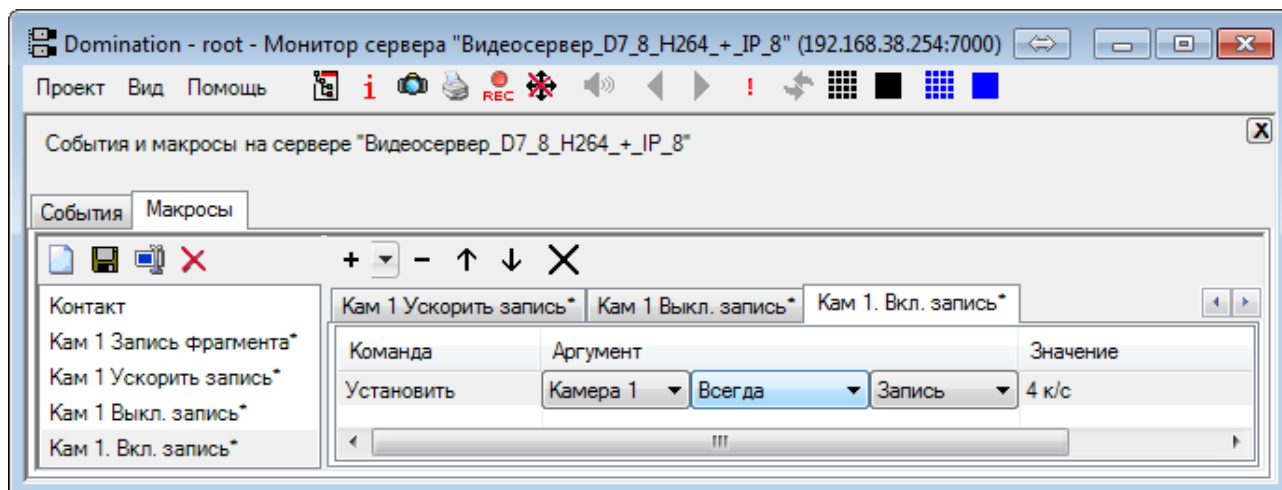 Domination - root - Монитор сервера "Видеосервер_D7_8_H264_+_IP_8" (192.168.38.254:7000)
Проект Вид Помощь REC
События и макросы на сервере "Видеосервер_D7_8_H264_+_IP_8"
События Макросы
Контакт
Кам 1 Запись фрагмента*
Кам 1 Ускорить запись*
Кам 1 Выкл. запись*
Кам 1. Вкл. запись*
Кам 1 Ускорить запись* Кам 1 Выкл. запись* Кам 1. Вкл. запись*
Команда Аргумент Значение
Установить Камера 1 Всегда Запись 4 к/с